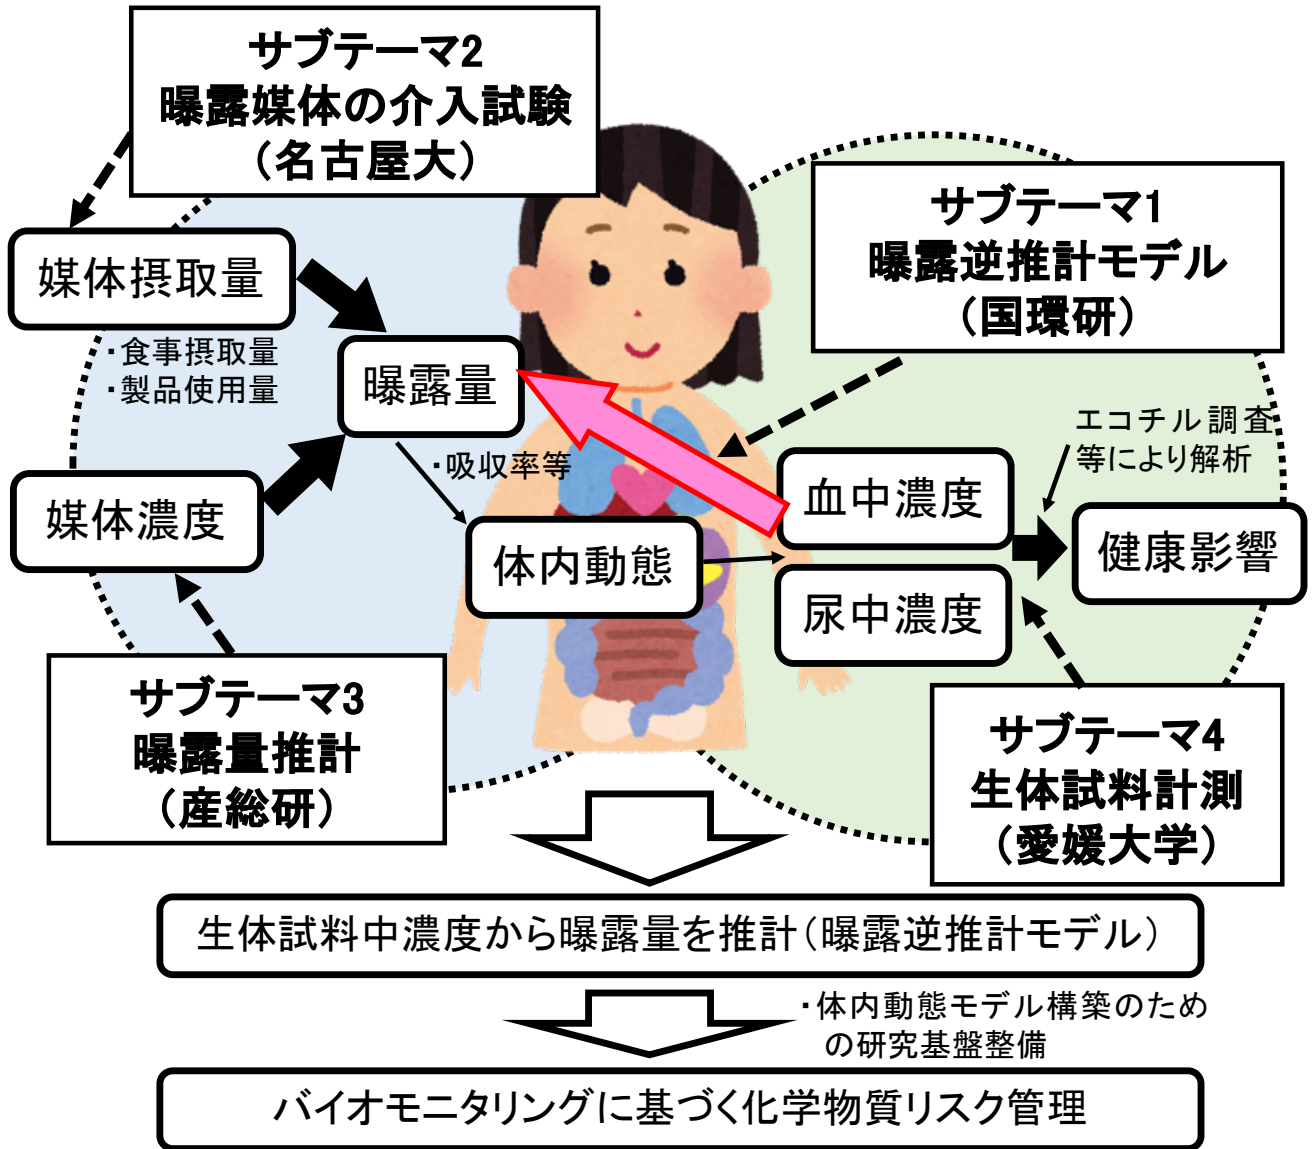 サブテーマ2
曝露媒体の介入試験
（名古屋大）
サブテーマ1
曝露逆推計モデル
（国環研）
媒体摂取量
・食事摂取量
・製品使用量
曝露量
エコチル調査
等により解析
・吸収率等
媒体濃度
血中濃度
体内動態
健康影響
尿中濃度
サブテーマ3
曝露量推計
（産総研）
サブテーマ4
生体試料計測
（愛媛大学）
生体試料中濃度から曝露量を推計（曝露逆推計モデル）
・体内動態モデル構築のため
の研究基盤整備
バイオモニタリングに基づく化学物質リスク管理